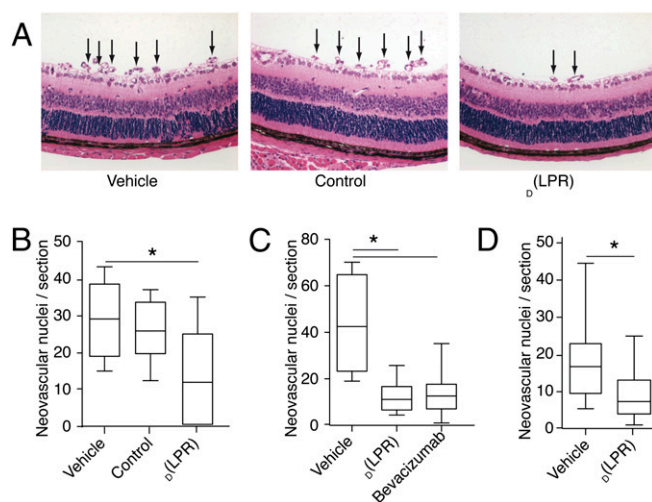 A
Vehicle
Control
D(LPR)
B
Neovascular nuclei / section
50
40
30
20
10
0
*
Vehicle
Control
D(LPR)
C
Neovascular nuclei / section
80
60
40
20
0
*
Vehicle
D(LPR)
Bevacizumab
D
Neovascular nuclei / section
50
40
30
20
10
0
*
Vehicle
D(LPR)